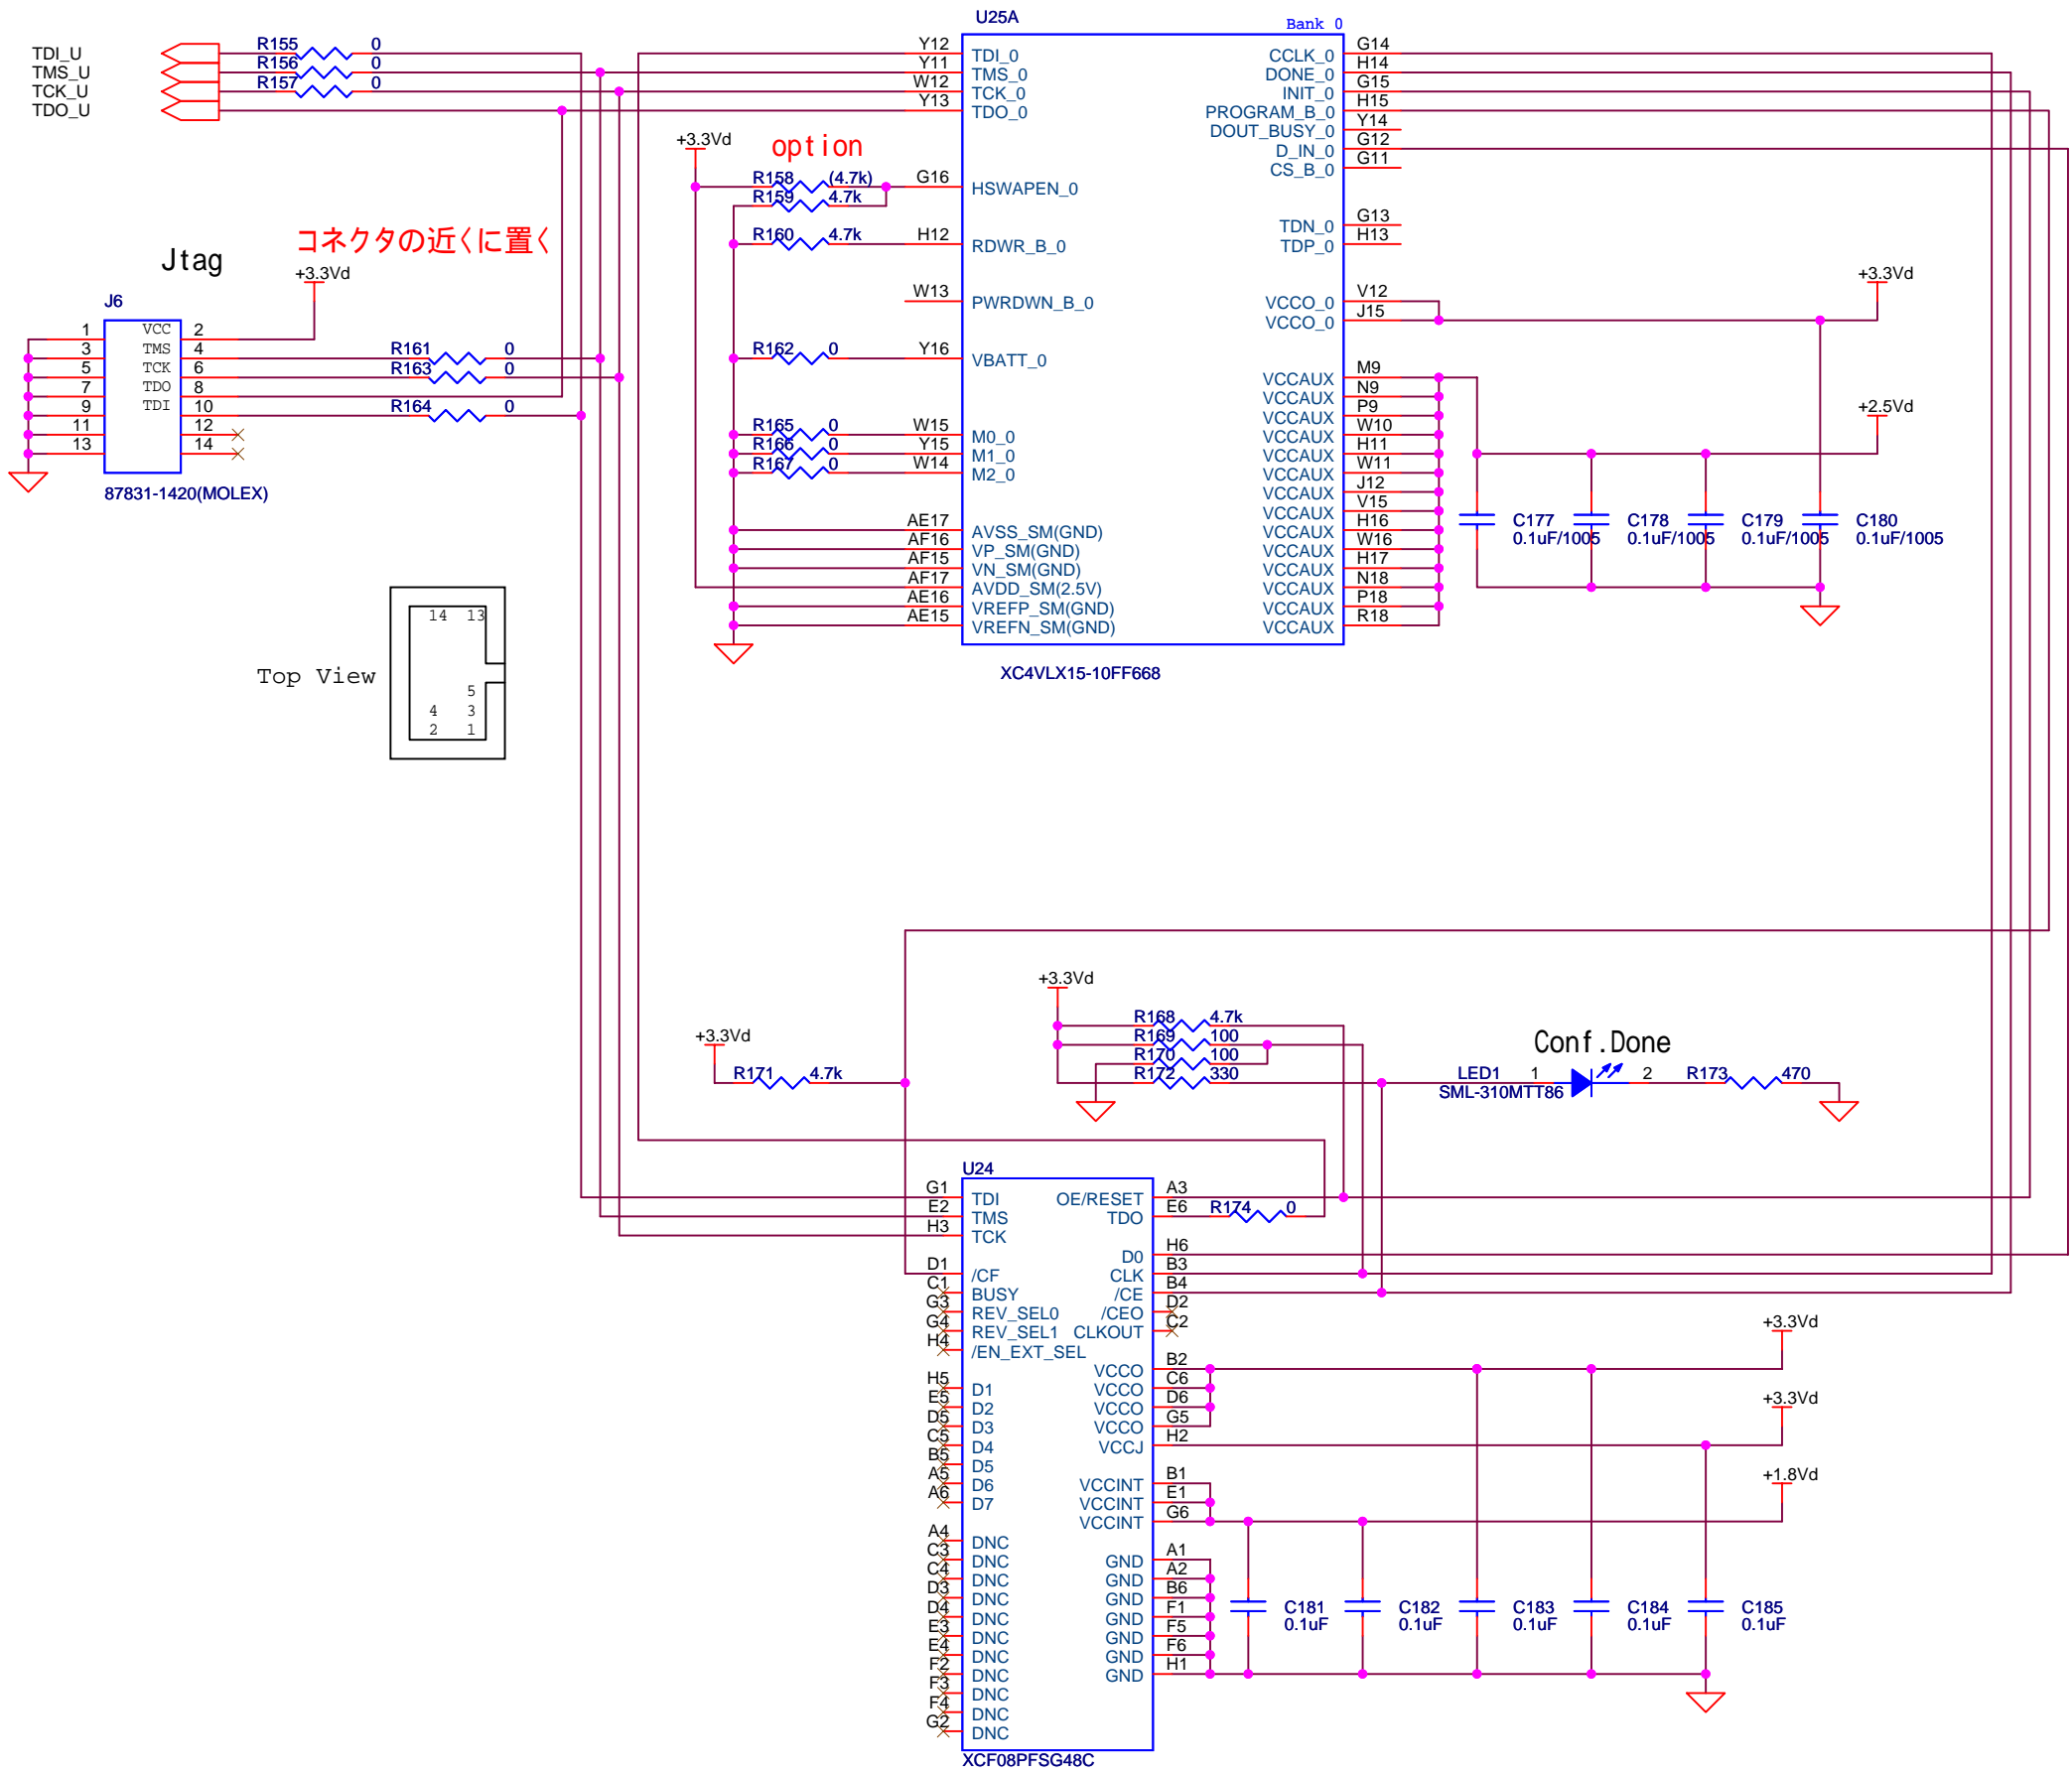 U25A
Bank 0
TDI_U
TMS_U
TCK_U
TDO_U
R155 0
R156 0
R157 0
Y12 TDI_0
Y11 TMS_0
W12 TCK_0
Y13 TDO_0
G16 HSWAPEN_0
H12 RDWR_B_0
W13 PWRDWN_B_0
Y16 VBATT_0
W15 M0_0
Y15 M1_0
W14 M2_0
AE17 AVSS_SM(GND)
AF16 VP_SM(GND)
AF15 VN_SM(GND)
AF17 AVDD_SM(2.5V)
AE16 VREFP_SM(GND)
AE15 VREFN_SM(GND)
CCLK_0 G14
DONE_0 H14
INIT_0 G15
PROGRAM_B_0 H15
DOUT_BUSY_0 Y14
D_IN_0 G12
CS_B_0 G11
TDN_0 G13
TDP_0 H13
VCCO_0 V12
VCCO_0 J15
VCCAUX M9
VCCAUX N9
VCCAUX P9
VCCAUX W10
VCCAUX H11
VCCAUX W11
VCCAUX J12
VCCAUX V15
VCCAUX H16
VCCAUX W16
VCCAUX H17
VCCAUX N18
VCCAUX P18
VCCAUX R18
XC4VLX15-10FF668
+3.3Vd
option
R158 (4.7k)
R159 4.7k
R160 4.7k
R162 0
R165 0
R166 0
R167 0
+3.3Vd
+2.5Vd
C177
0.1uF/1005
C178
0.1uF/1005
C179
0.1uF/1005
C180
0.1uF/1005
Jtag
コネクタの近くに置く
+3.3Vd
J6
1 VCC 2
3 TMS 4
5 TCK 6
7 TDO 8
9 TDI 10
11 12
13 14
87831-1420(MOLEX)
R161 0
R163 0
R164 0
Top View
14 13
5
4 3
2 1
+3.3Vd
R171 4.7k
+3.3Vd
R168 4.7k
R169 100
R170 100
R172 330
Conf.Done
LED1 1 2
SML-310MTT86
R173 470
U24
G1 TDI
E2 TMS
H3 TCK
D1 /CF
C1 BUSY
G3 REV_SEL0
G4 REV_SEL1
H4 /EN_EXT_SEL
H5 D1
E5 D2
D5 D3
C5 D4
B5 D5
A5 D6
A6 D7
A4 DNC
C3 DNC
C4 DNC
D3 DNC
D4 DNC
E3 DNC
E4 DNC
F2 DNC
F3 DNC
F4 DNC
G2 DNC
OE/RESET A3
TDO E6
R174 0
D0 H6
CLK B3
/CE B4
/CEO D2
CLKOUT C2
VCCO B2
VCCO C6
VCCO D6
VCCO G5
VCCJ H2
VCCINT B1
VCCINT E1
VCCINT G6
GND A1
GND A2
GND B6
GND F1
GND F5
GND F6
GND H1
+3.3Vd
+3.3Vd
+1.8Vd
C181
0.1uF
C182
0.1uF
C183
0.1uF
C184
0.1uF
C185
0.1uF
XCF08PFSG48C